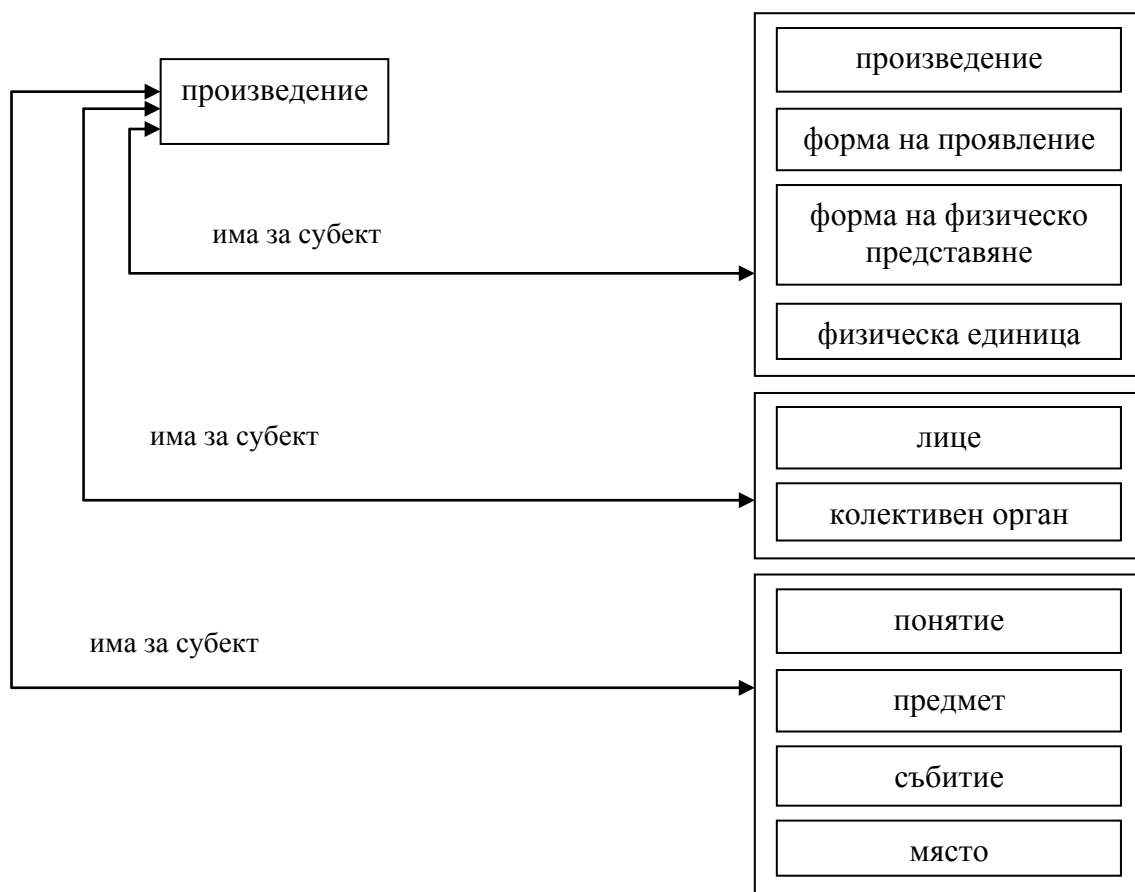 произведение
произведение
форма на проявление
форма на физическо
представяне
има за субект
физическа единица
има за субект
лице
колективен орган
има за субект
понятие
предмет
събитие
място